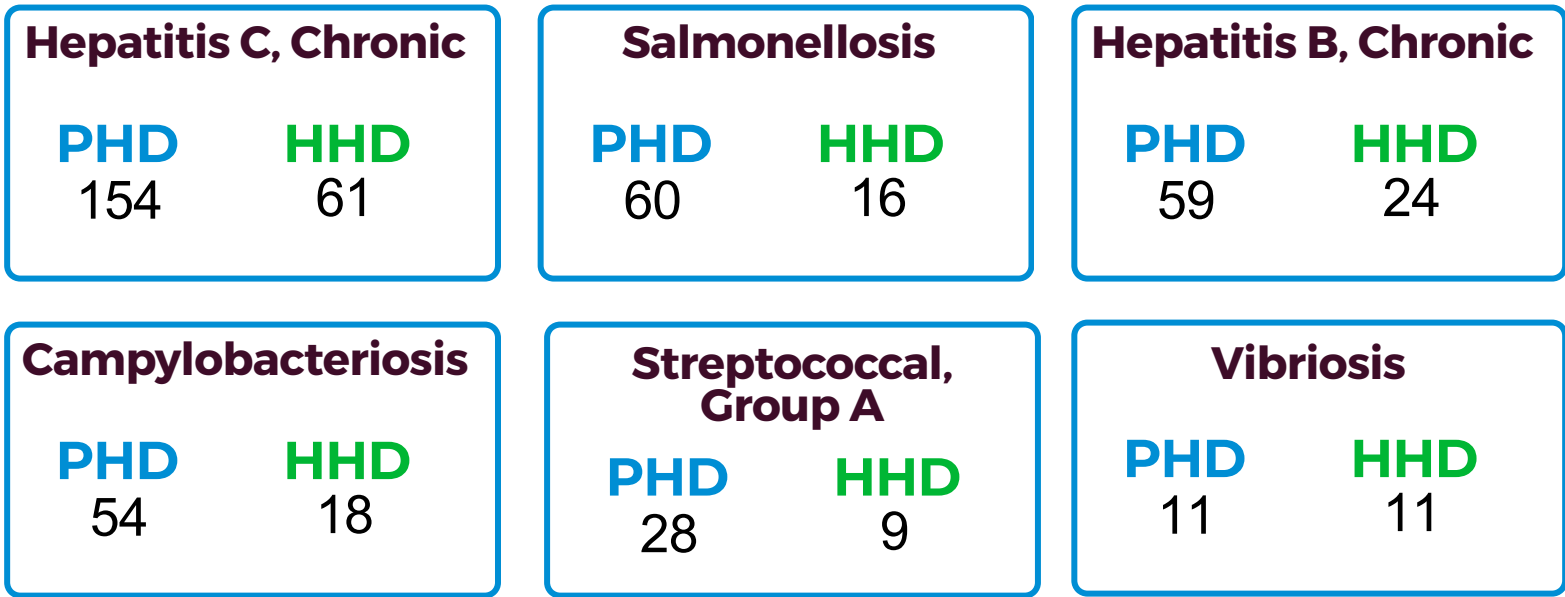 Hepatitis C, Chronic
PHD HHD
154 61
Salmonellosis
PHD HHD
60 16
Hepatitis B, Chronic
PHD HHD
59 24
Campylobacteriosis
PHD HHD
54 18
Streptococcal,
Group A
PHD HHD
28 9
Vibriosis
PHD HHD
11 11